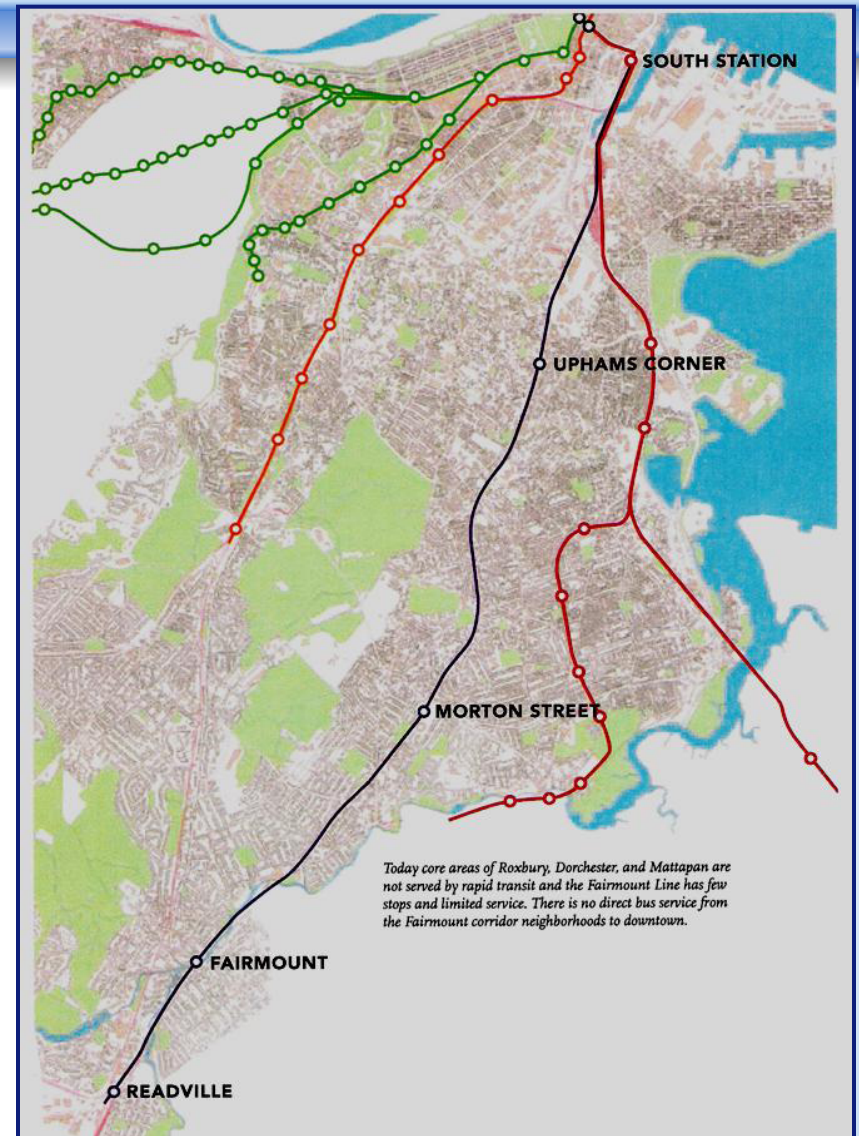 SOUTH STATION
UPHAMS CORNER
MORTON STREET
Today core areas of Roxbury, Dorchester, and Mattapan are
not served by rapid transit and the Fairmount Line has few
stops and limited service. There is no direct bus service from
the Fairmount corridor neighborhoods to downtown.
FAIRMOUNT
READVILLE